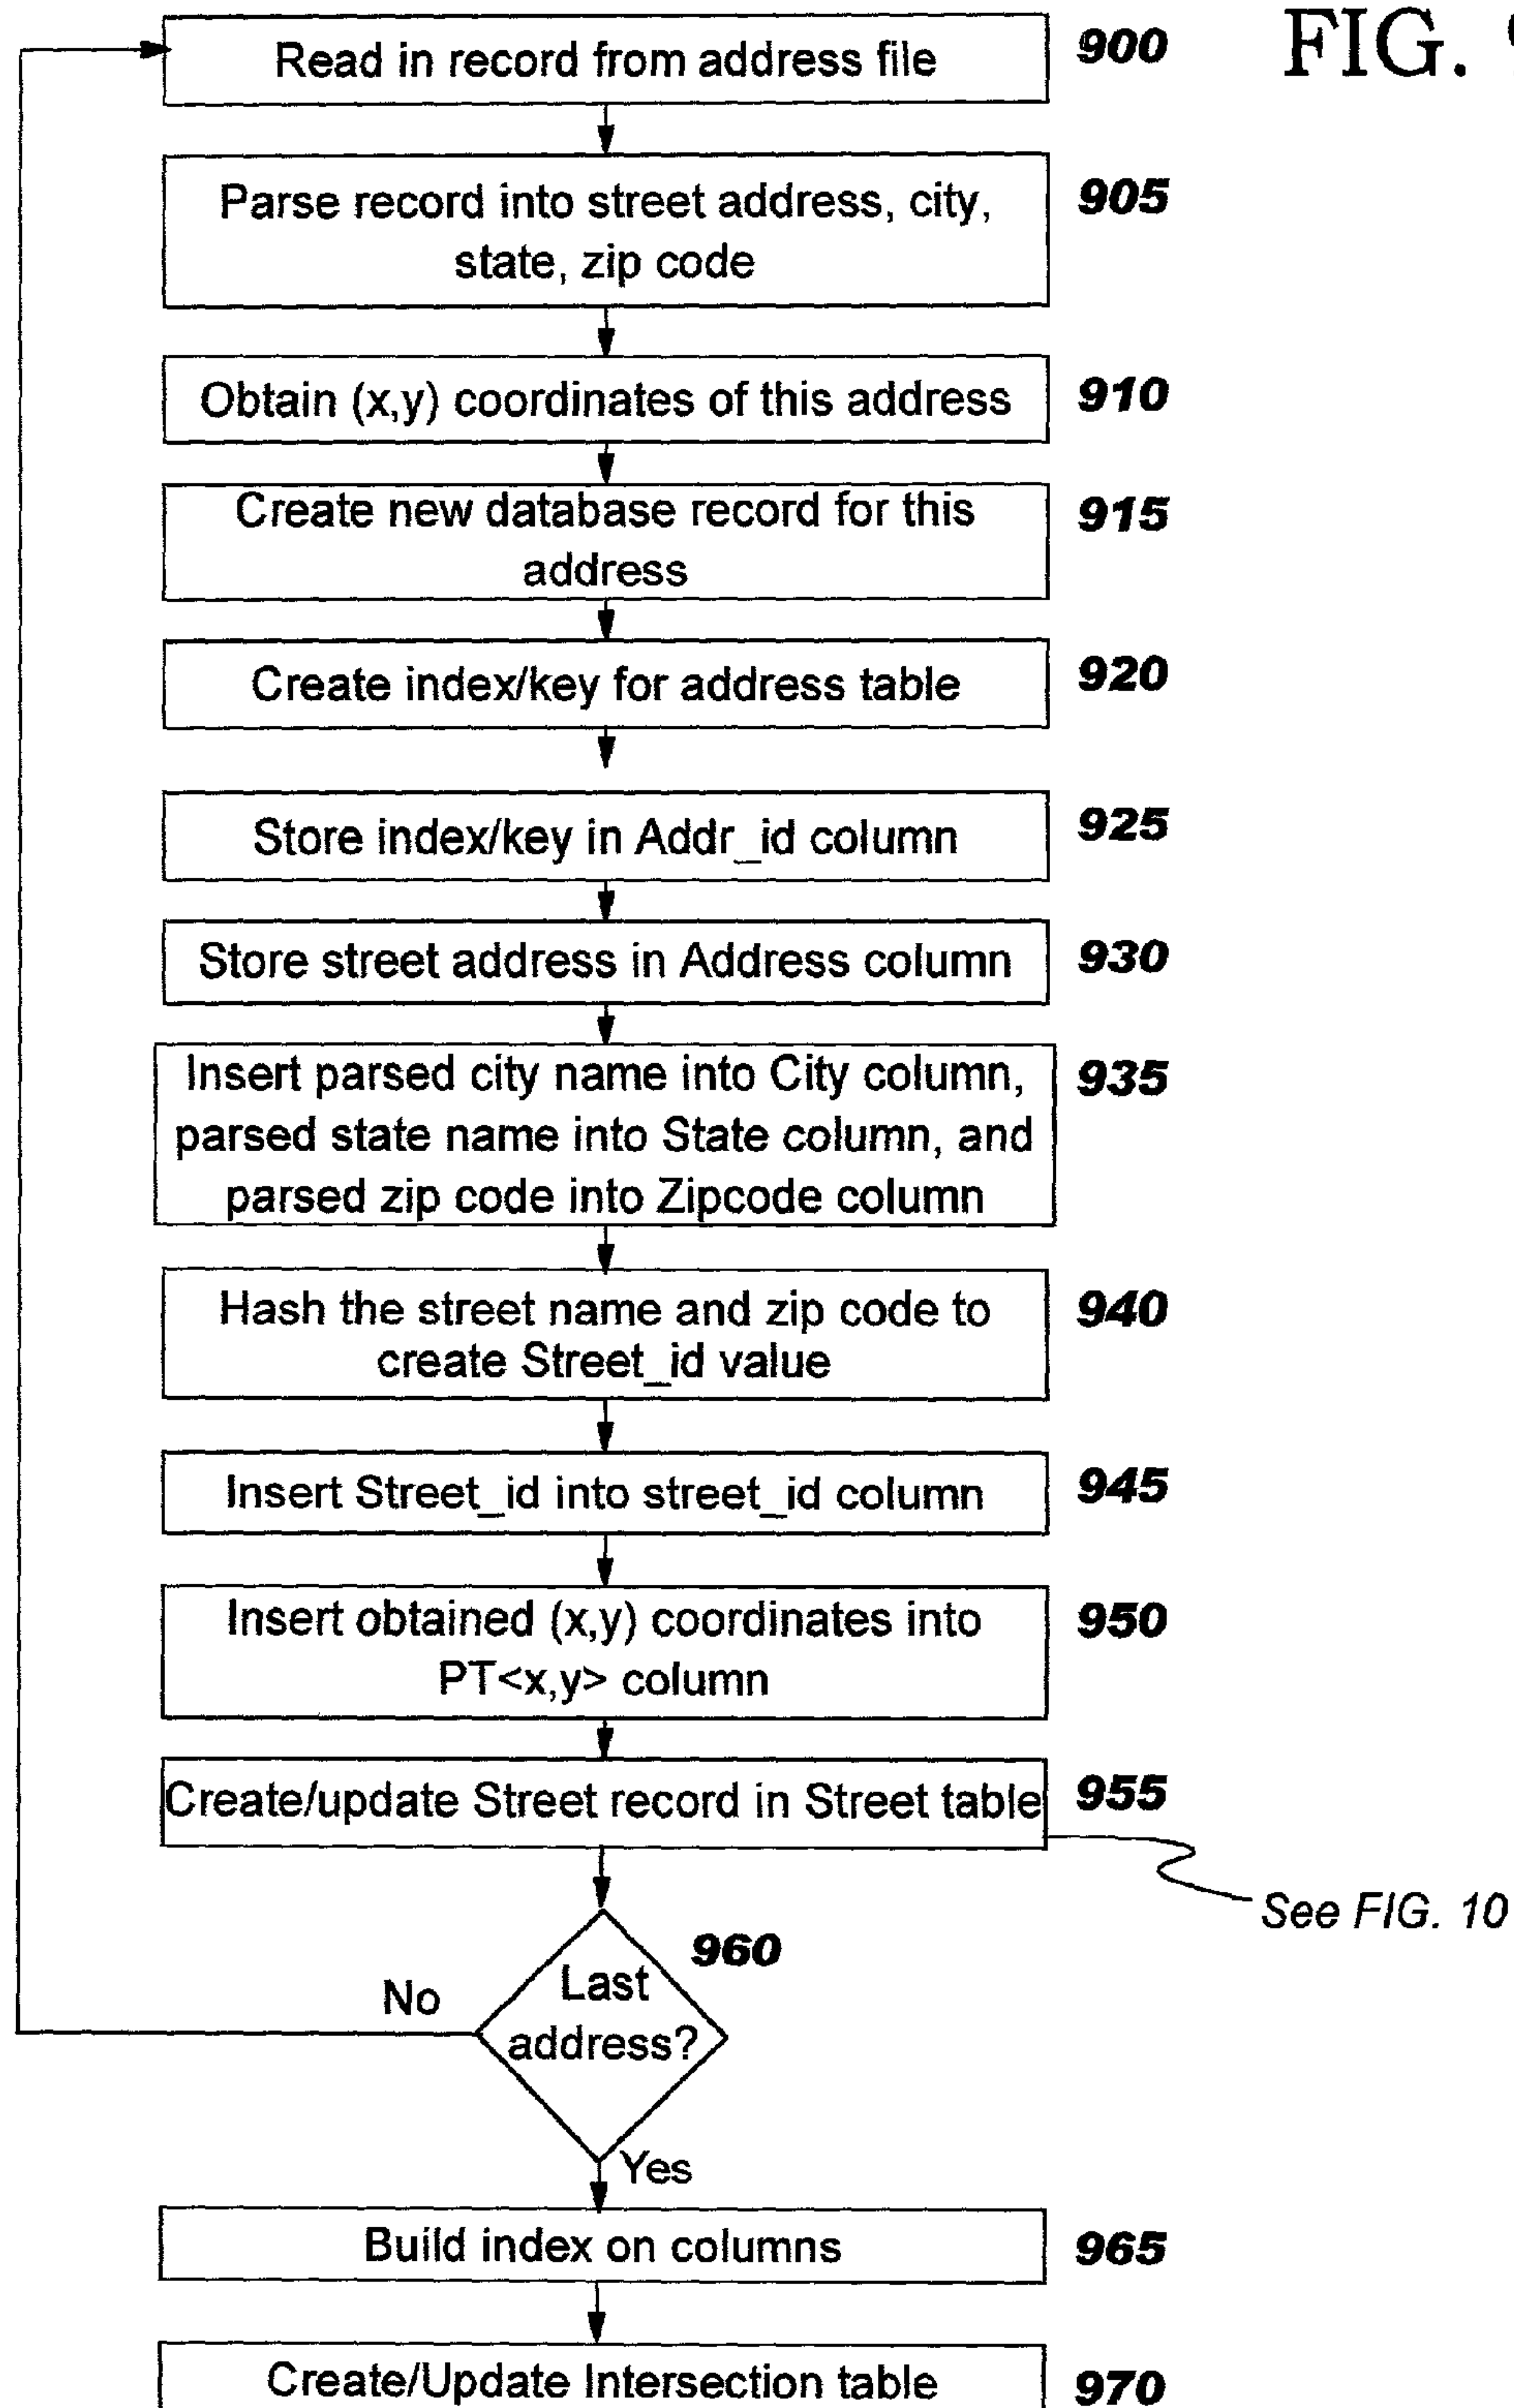 FIG. 9
Read in record from address file
900
Parse record into street address, city,
state, zip code
905
Obtain (x,y) coordinates of this address
910
Create new database record for this
address
915
Create index/key for address table
920
Store index/key in Addr_id column
925
Store street address in Address column
930
Insert parsed city name into City column,
parsed state name into State column, and
parsed zip code into Zipcode column
935
Hash the street name and zip code to
create Street_id value
940
Insert Street_id into street_id column
945
Insert obtained (x,y) coordinates into
PT<x,y> column
950
Create/update Street record in Street table
955
See FIG. 10
960
Last
address?
No
Yes
Build index on columns
965
Create/Update Intersection table
970